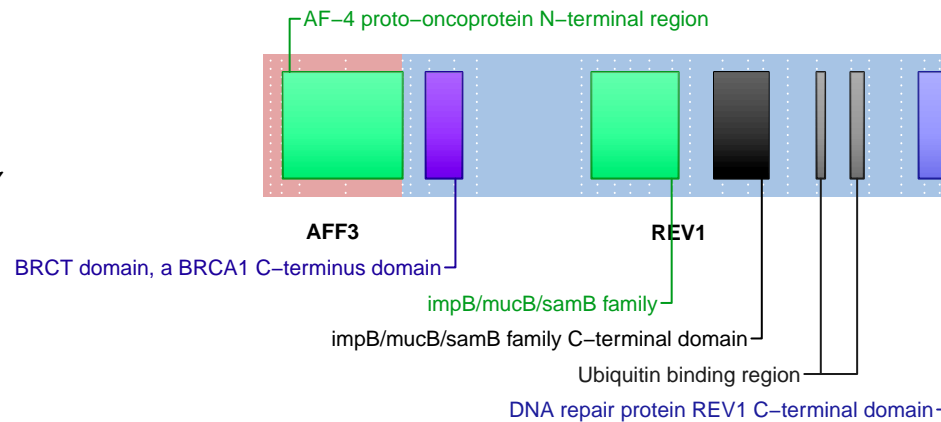 AF−4 proto−oncoprotein N−terminal region
AFF3
REV1
BRCT domain, a BRCA1 C−terminus domain
impB/mucB/samB family
impB/mucB/samB family C−terminal domain
Ubiquitin binding region
DNA repair protein REV1 C−terminal domain